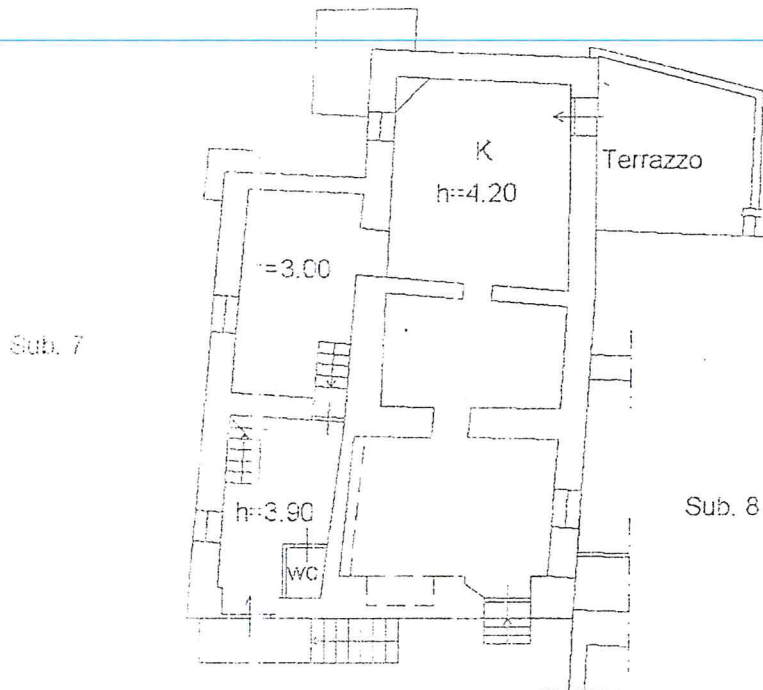 K
h=4.20
Terrazzo
=3.00
Sub. 7
h=3.90
wc
Sub. 8